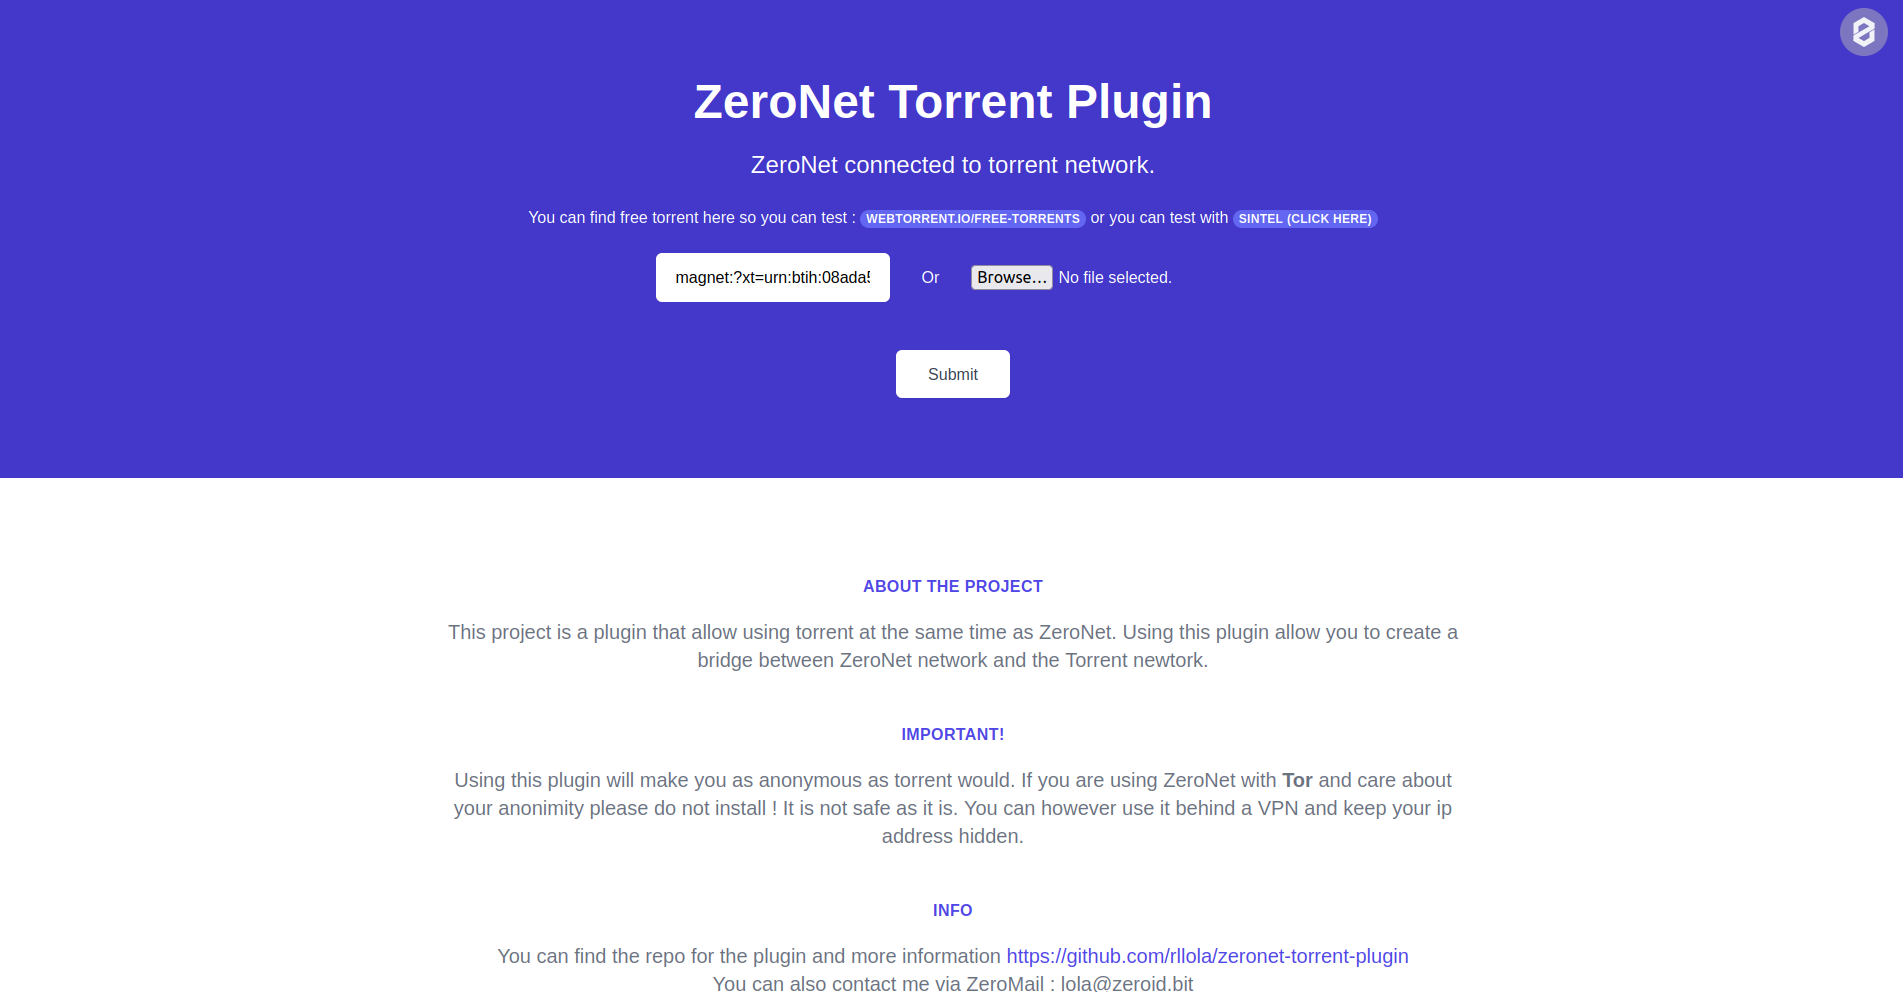 ZeroNet Torrent Plugin
ZeroNet connected to torrent network.
You can find free torrent here so you can test : WEBTORRENT.IO/FREE-TORRENTS or you can test with SINTEL (CLICK HERE)
magnet:?xt=urn:btih:08ada5 Or Browse... No file selected.
Submit
ABOUT THE PROJECT
This project is a plugin that allow using torrent at the same time as ZeroNet. Using this plugin allow you to create a
bridge between ZeroNet network and the Torrent newtork.
IMPORTANT!
Using this plugin will make you as anonymous as torrent would. If you are using ZeroNet with Tor and care about
your anonimity please do not install ! It is not safe as it is. You can however use it behind a VPN and keep your ip
address hidden.
INFO
You can find the repo for the plugin and more information https://github.com/rllola/zeronet-torrent-plugin
You can also contact me via ZeroMail : lola@zeroid.bit